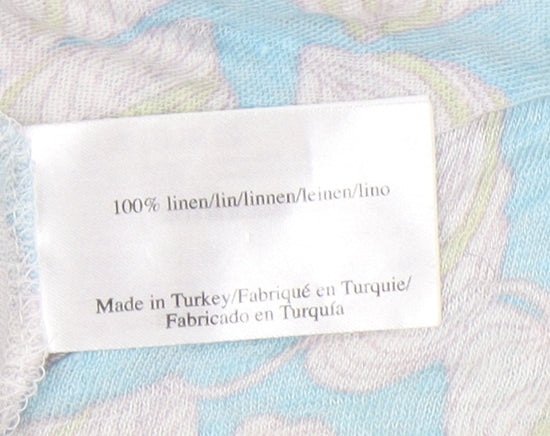 100% linen/lin/linnen/leinen/lino
Made in Turkey/Fabriqué en Turquie/
Fabricado en Turquía